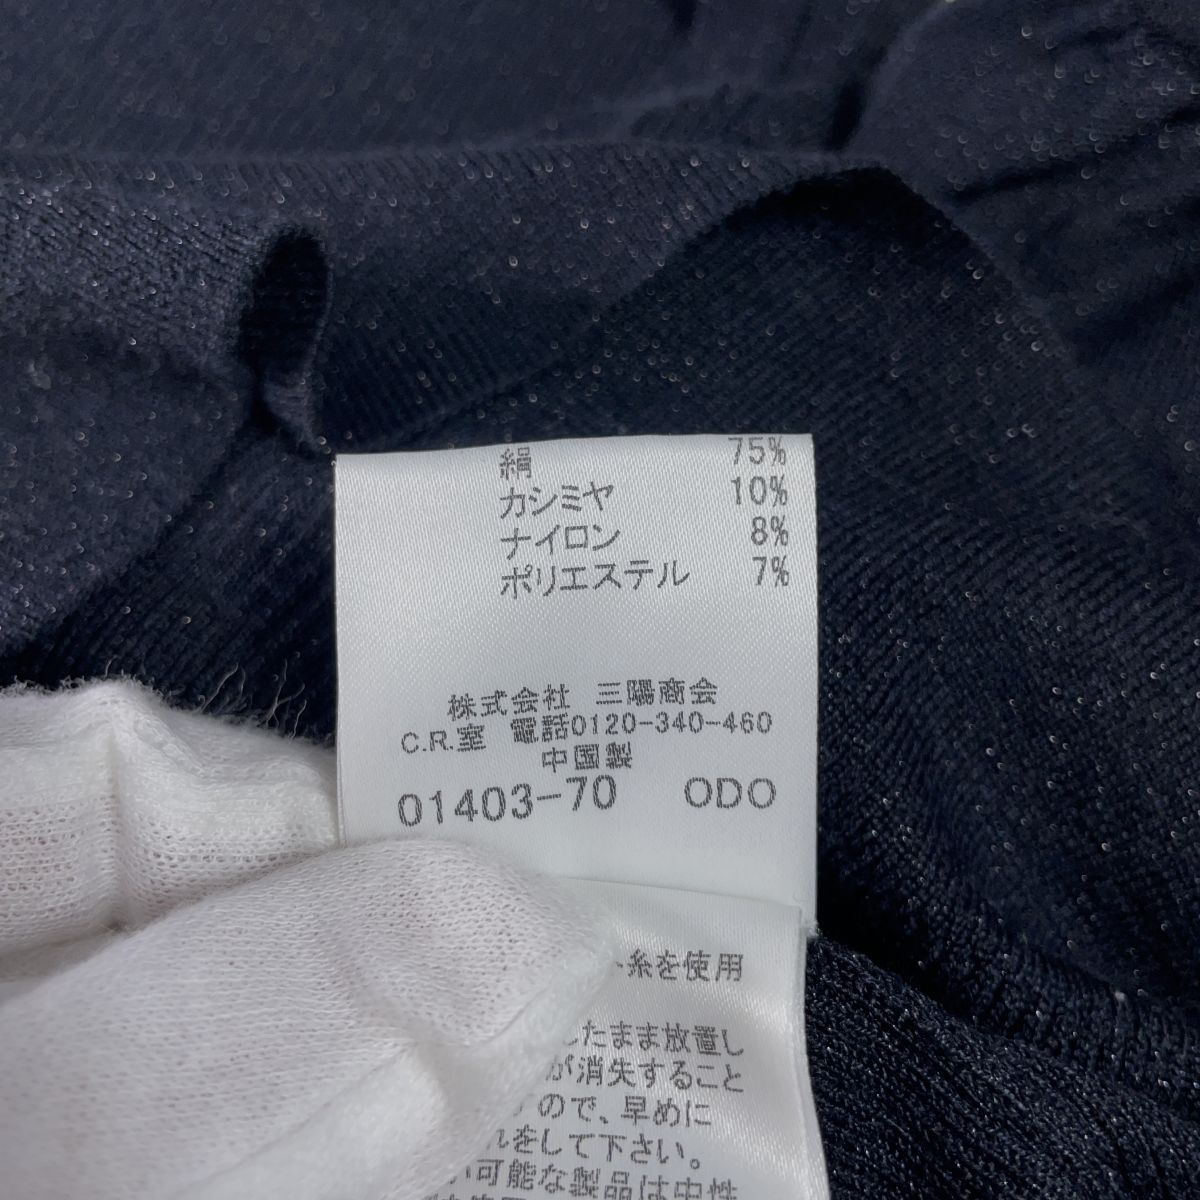 絹 75%
カシミヤ 10%
ナイロン 8%
ポリエステル 7%
株式会社 三陽商会
C.R.室 電話0120-340-460
中国製
01403-70 ODO
糸を使用
したまま放置し
が消失すること
ので、早めに
をして下さい。
可能な製品は中性